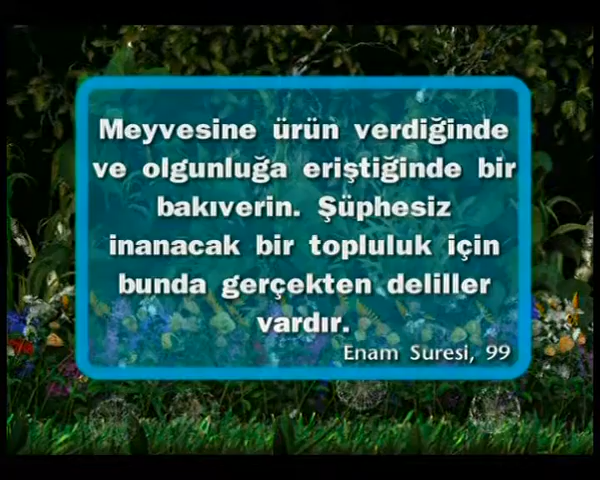 Meyvesine ürün verdiğinde
ve olgunluğa eriştiğinde bir
bakıverin. Şüphesiz
inanacak bir topluluk için
bunda gerçekten deliller
vardır.
Enam Suresi, 99